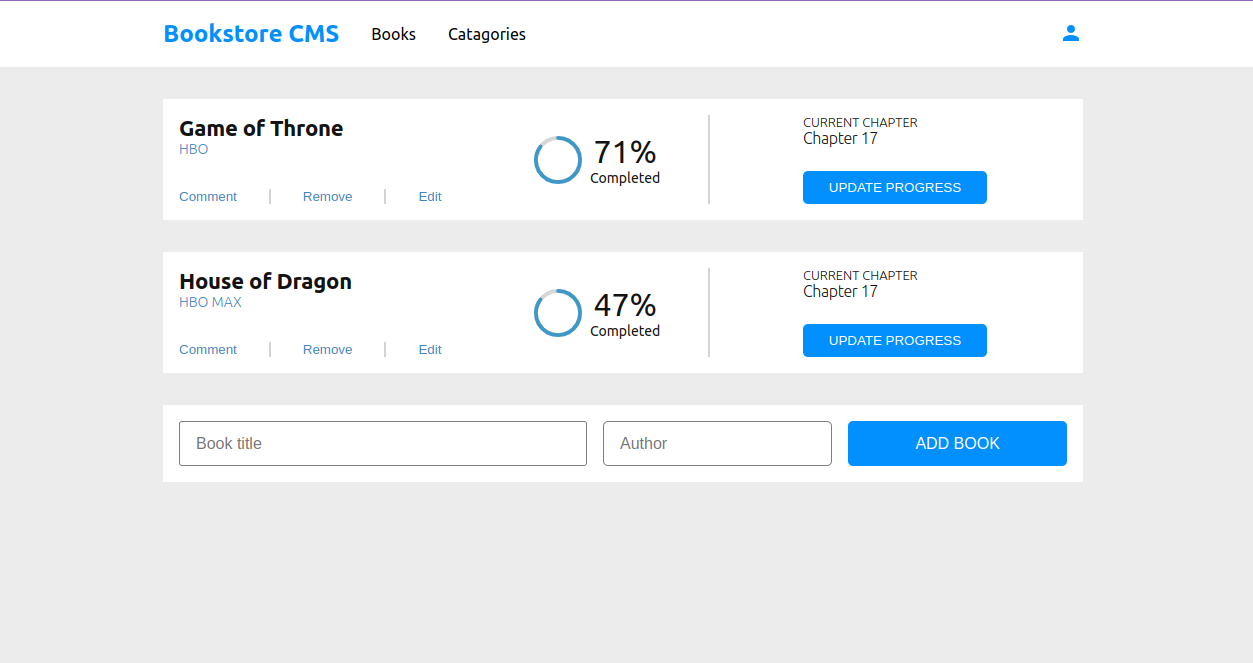 Bookstore CMS Books Catagories
Game of Throne
HBO
Comment Remove Edit
71%
Completed
CURRENT CHAPTER
Chapter 17
UPDATE PROGRESS
House of Dragon
HBO MAX
Comment Remove Edit
47%
Completed
CURRENT CHAPTER
Chapter 17
UPDATE PROGRESS
Book title Author ADD BOOK